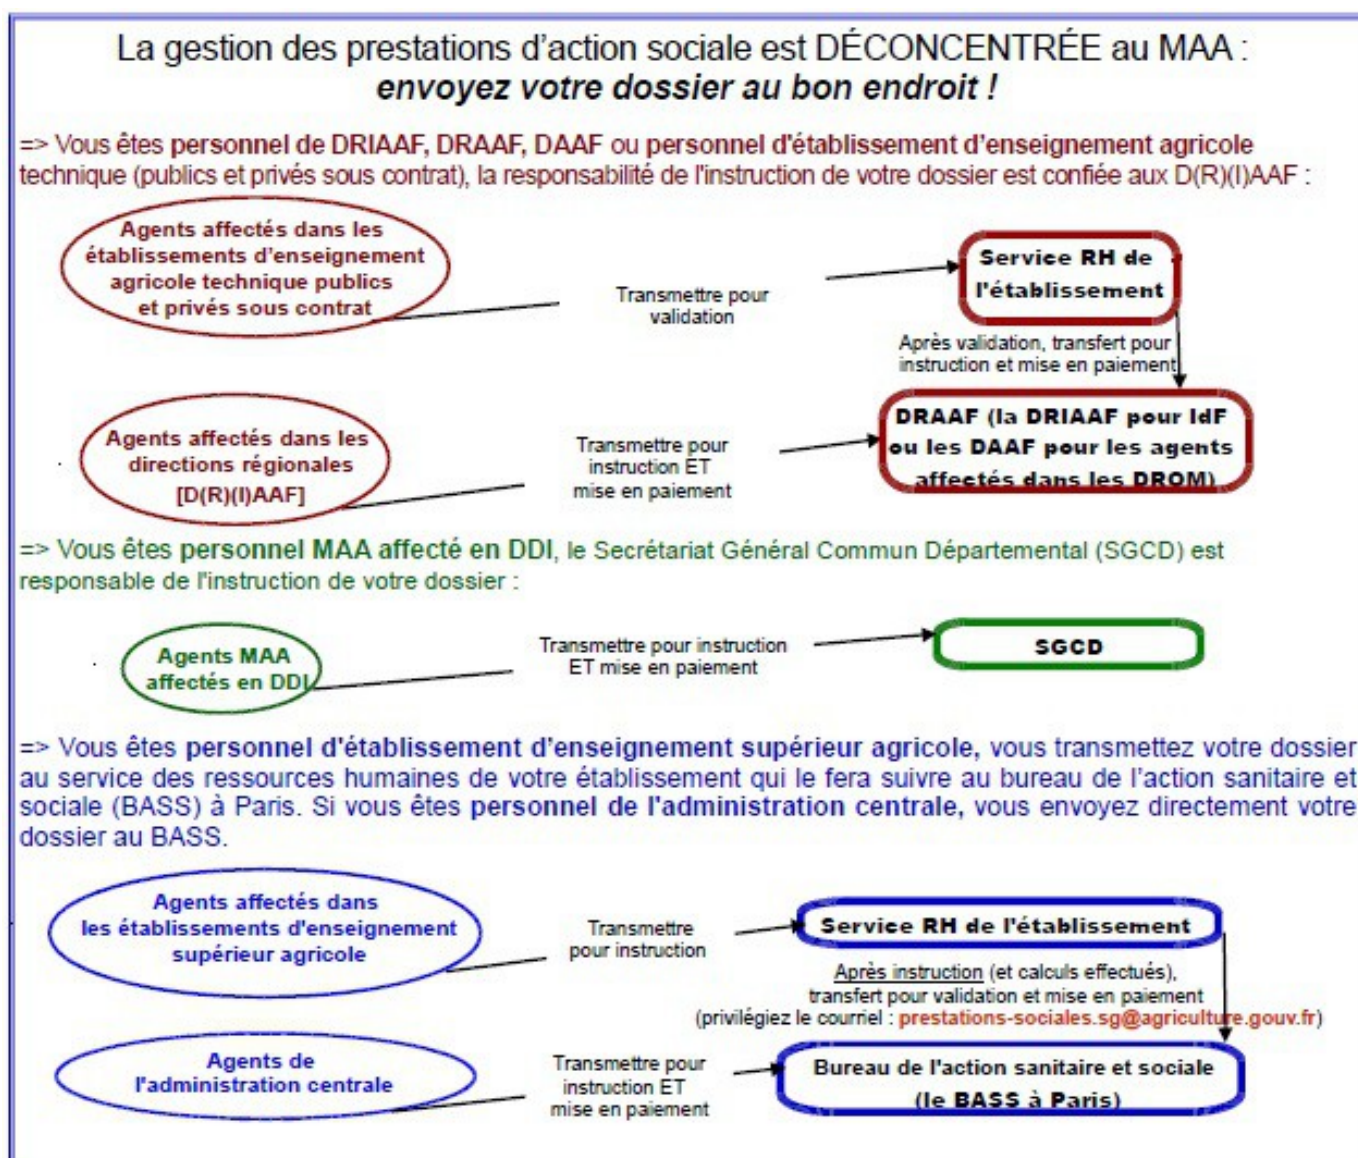 La gestion des prestations d'action sociale est DÉCONCENTRÉE au MAA :
envoyez votre dossier au bon endroit !
=> Vous êtes personnel de DRIAAF, DRAAF, DAAF ou personnel d'établissement d'enseignement agricole
technique (publics et privés sous contrat), la responsabilité de l'instruction de votre dossier est confiée aux D(R)(I)AAF :
Agents affectés dans les
établissements d'enseignement
agricole technique publics
et privés sous contrat
Transmettre pour
validation
Service RH de
l'établissement
Après validation, transfert pour
instruction et mise en paiement
Agents affectés dans les
directions régionales
[D(R)(I)AAF]
Transmettre pour
instruction ET
mise en paiement
DRAAF (la DRIAAF pour IdF
ou les DAAF pour les agents
affectés dans les DROM)
=> Vous êtes personnel MAA affecté en DDI, le Secrétariat Général Commun Départemental (SGCD) est
responsable de l'instruction de votre dossier :
Agents MAA
affectés en DDI
Transmettre pour instruction
ET mise en paiement
SGCD
=> Vous êtes personnel d'établissement d'enseignement supérieur agricole, vous transmettez votre dossier
au service des ressources humaines de votre établissement qui le fera suivre au bureau de l'action sanitaire et
sociale (BASS) à Paris. Si vous êtes personnel de l'administration centrale, vous envoyez directement votre
dossier au BASS.
Agents affectés dans
les établissements d'enseignement
supérieur agricole
Transmettre
pour instruction
Service RH de l'établissement
Après instruction (et calculs effectués),
transfert pour validation et mise en paiement
(privilégiez le courriel : prestations-sociales.sg@agriculture.gouv.fr)
Agents de
l'administration centrale
Transmettre pour
instruction ET
mise en paiement
Bureau de l'action sanitaire et sociale
(le BASS à Paris)